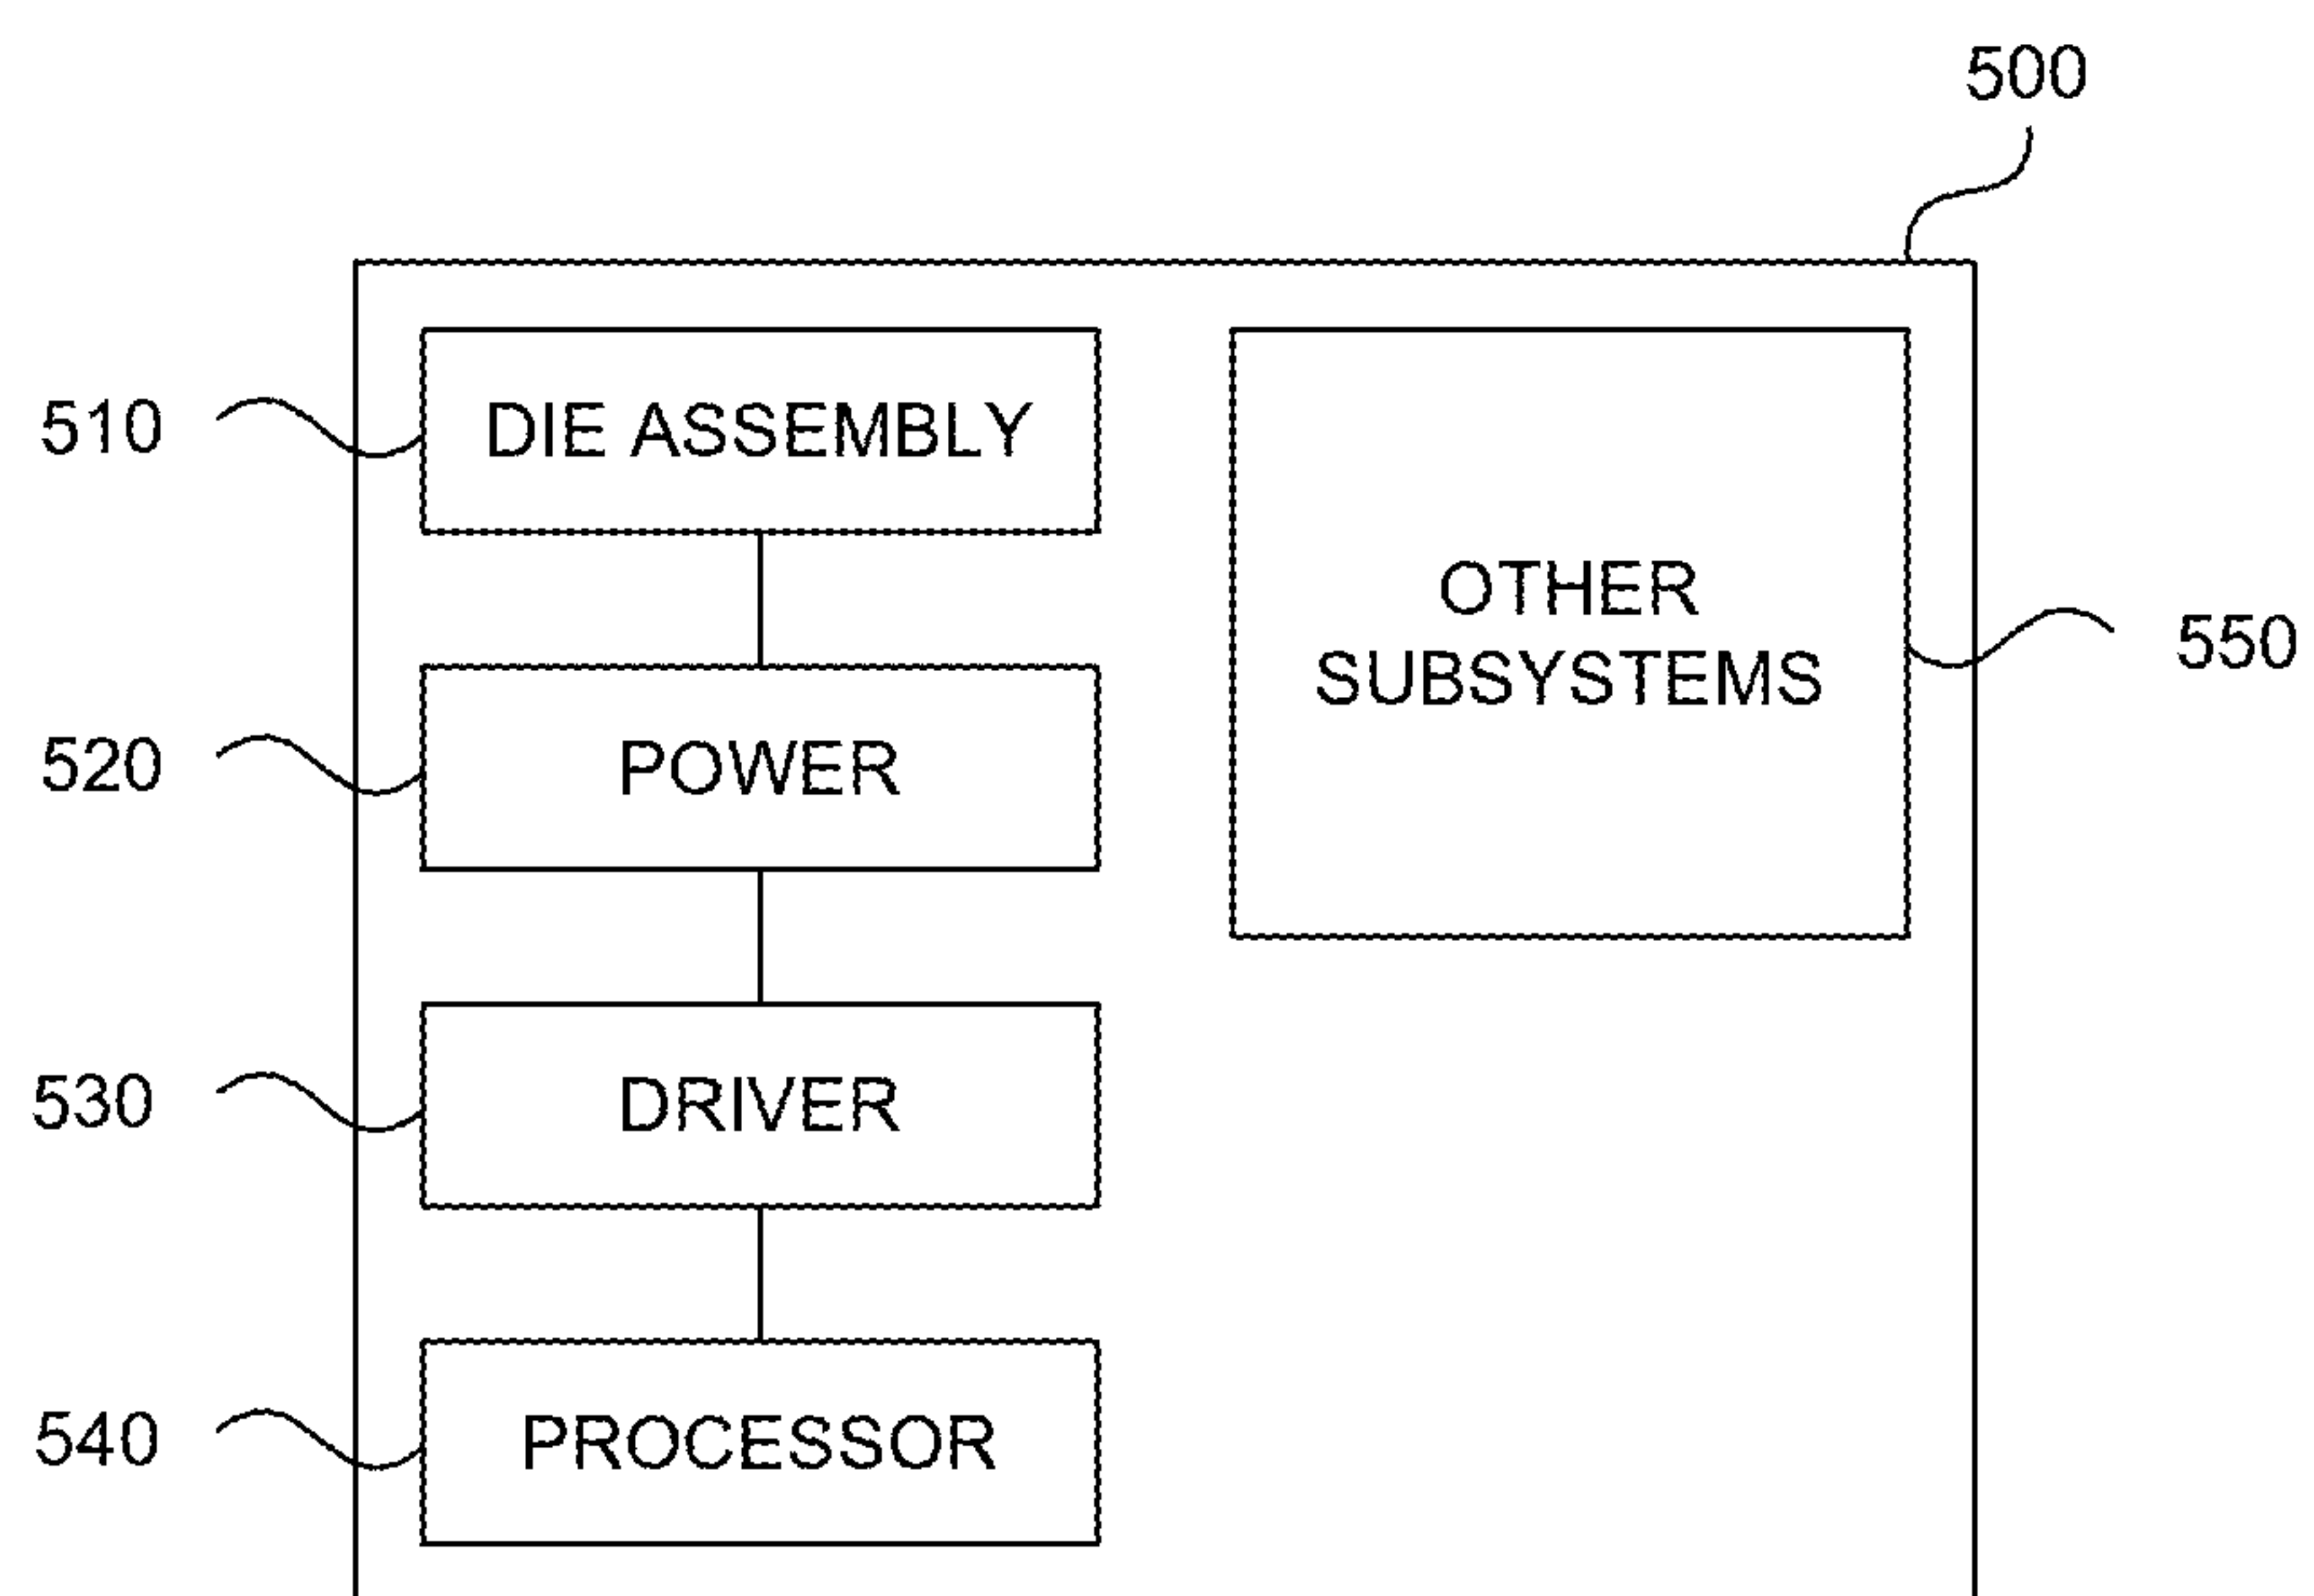 500
510
DIE ASSEMBLY
OTHER
SUBSYSTEMS
550
520
POWER
530
DRIVER
540
PROCESSOR